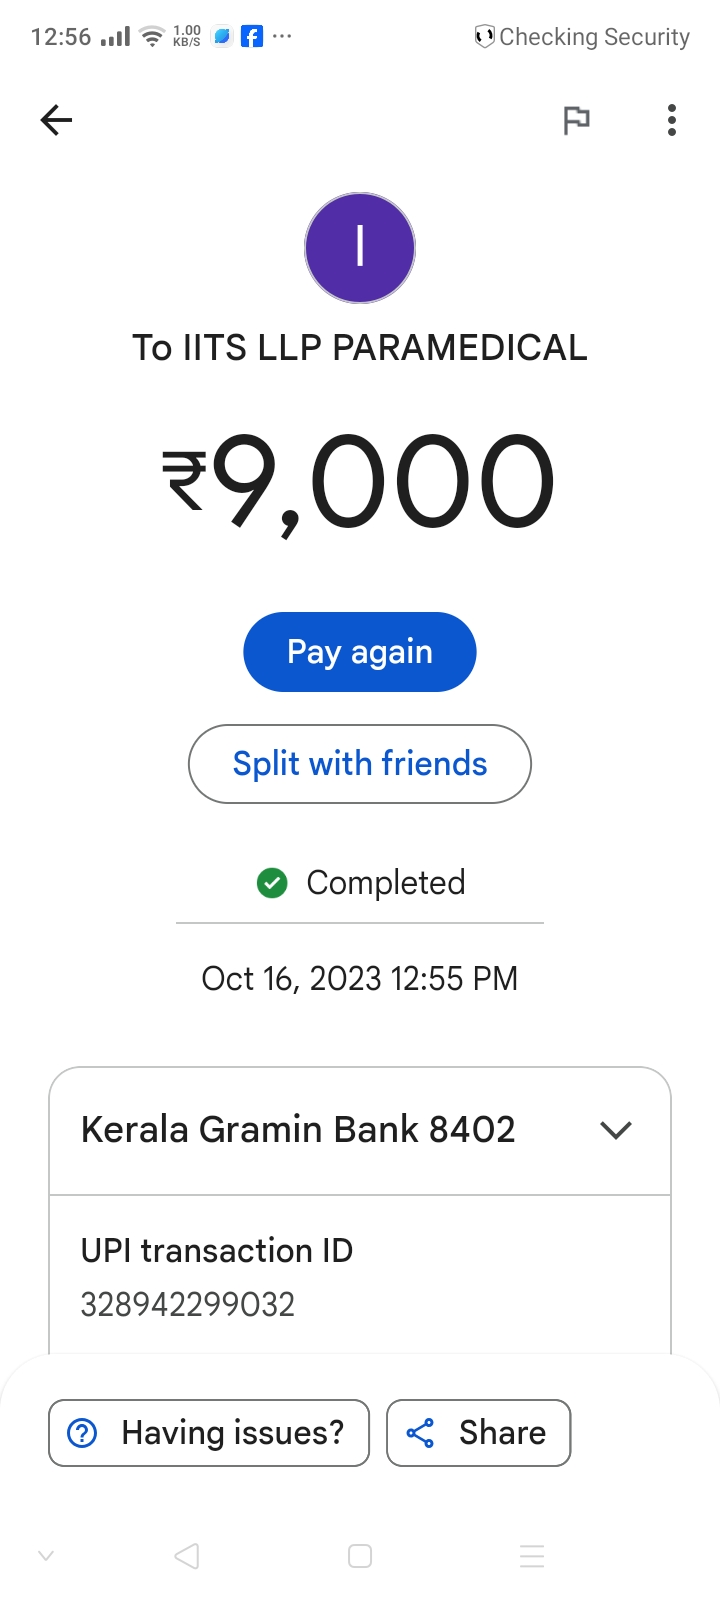 12:56 1.00 KB/S Checking Security
I
To IITS LLP PARAMEDICAL
₹9,000
Pay again
Split with friends
Completed
Oct 16, 2023 12:55 PM
Kerala Gramin Bank 8402
UPI transaction ID
328942299032
Having issues? Share